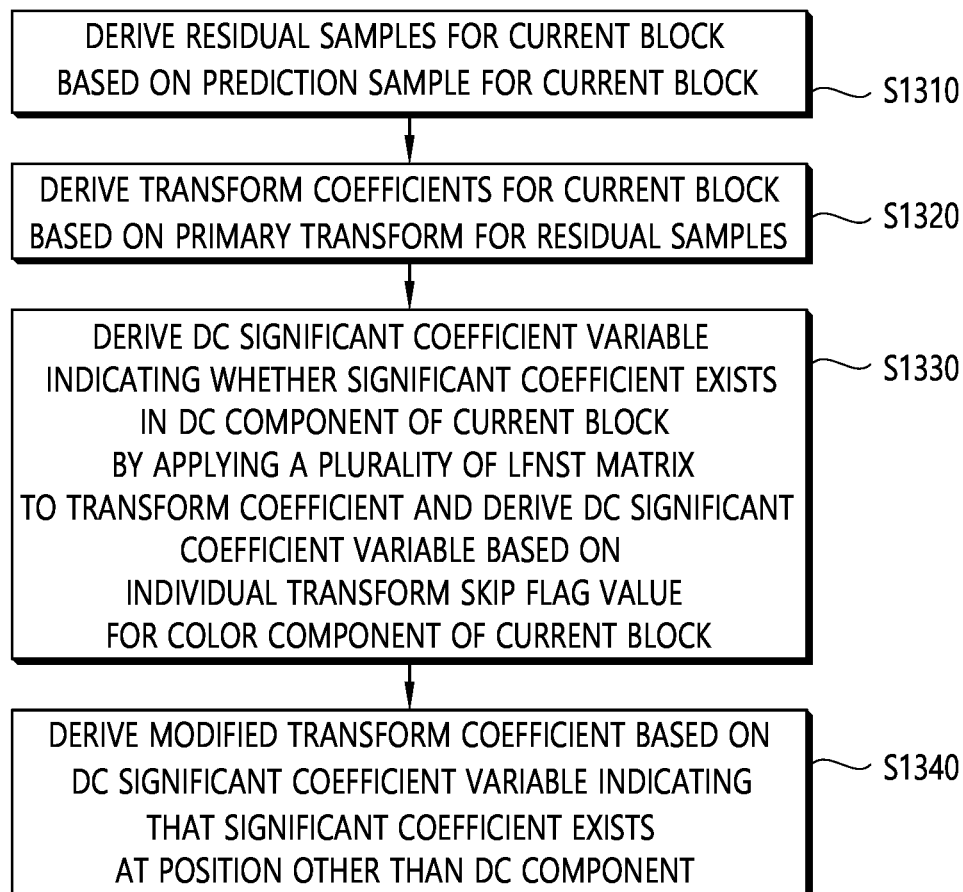 DERIVE RESIDUAL SAMPLES FOR CURRENT BLOCK
BASED ON PREDICTION SAMPLE FOR CURRENT BLOCK
S1310
DERIVE TRANSFORM COEFFICIENTS FOR CURRENT BLOCK
BASED ON PRIMARY TRANSFORM FOR RESIDUAL SAMPLES
S1320
DERIVE DC SIGNIFICANT COEFFICIENT VARIABLE
INDICATING WHETHER SIGNIFICANT COEFFICIENT EXISTS
IN DC COMPONENT OF CURRENT BLOCK
BY APPLYING A PLURALITY OF LFNST MATRIX
TO TRANSFORM COEFFICIENT AND DERIVE DC SIGNIFICANT
COEFFICIENT VARIABLE BASED ON
INDIVIDUAL TRANSFORM SKIP FLAG VALUE
FOR COLOR COMPONENT OF CURRENT BLOCK
S1330
DERIVE MODIFIED TRANSFORM COEFFICIENT BASED ON
DC SIGNIFICANT COEFFICIENT VARIABLE INDICATING
THAT SIGNIFICANT COEFFICIENT EXISTS
AT POSITION OTHER THAN DC COMPONENT
S1340